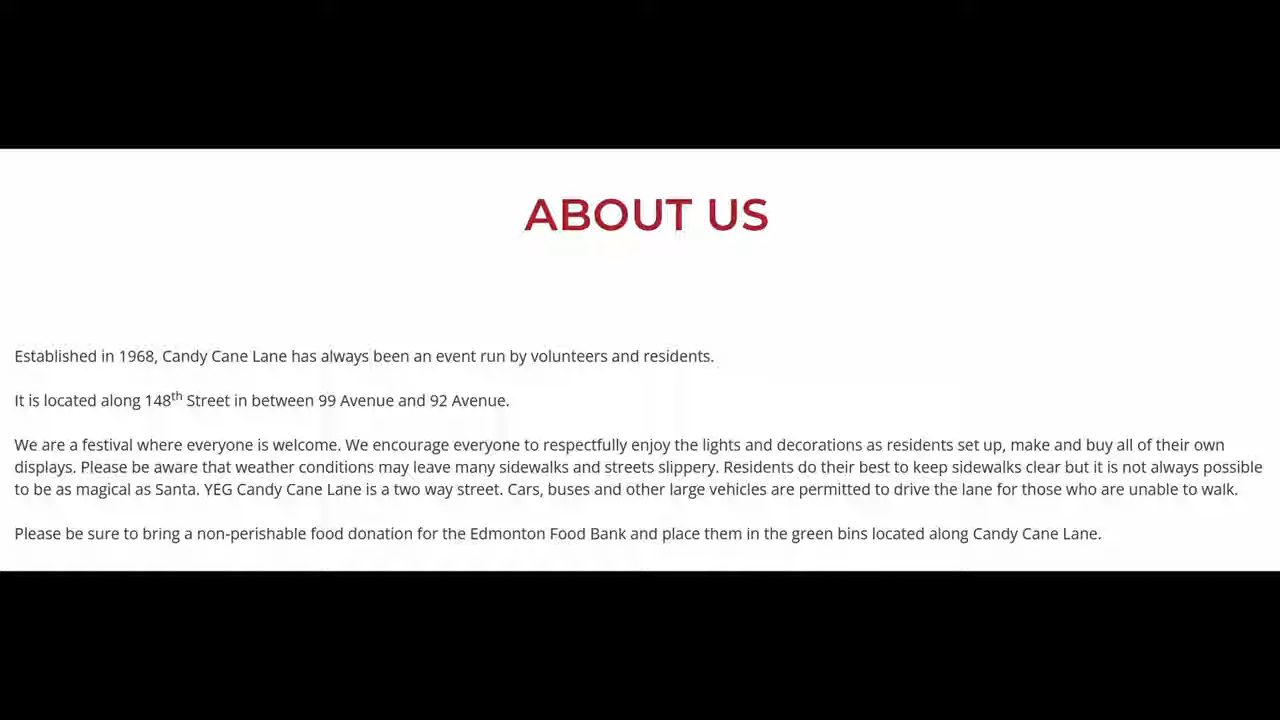 ABOUT US
Established in 1968, Candy Cane Lane has always been an event run by volunteers and residents.
It is located along 148th Street in between 99 Avenue and 92 Avenue.
We are a festival where everyone is welcome. We encourage everyone to respectfully enjoy the lights and decorations as residents set up, make and buy all of their own
displays. Please be aware that weather conditions may leave many sidewalks and streets slippery. Residents do their best to keep sidewalks clear but it is not always possible
to be as magical as Santa. YEG Candy Cane Lane is a two way street. Cars, buses and other large vehicles are permitted to drive the lane for those who are unable to walk.
Please be sure to bring a non-perishable food donation for the Edmonton Food Bank and place them in the green bins located along Candy Cane Lane.